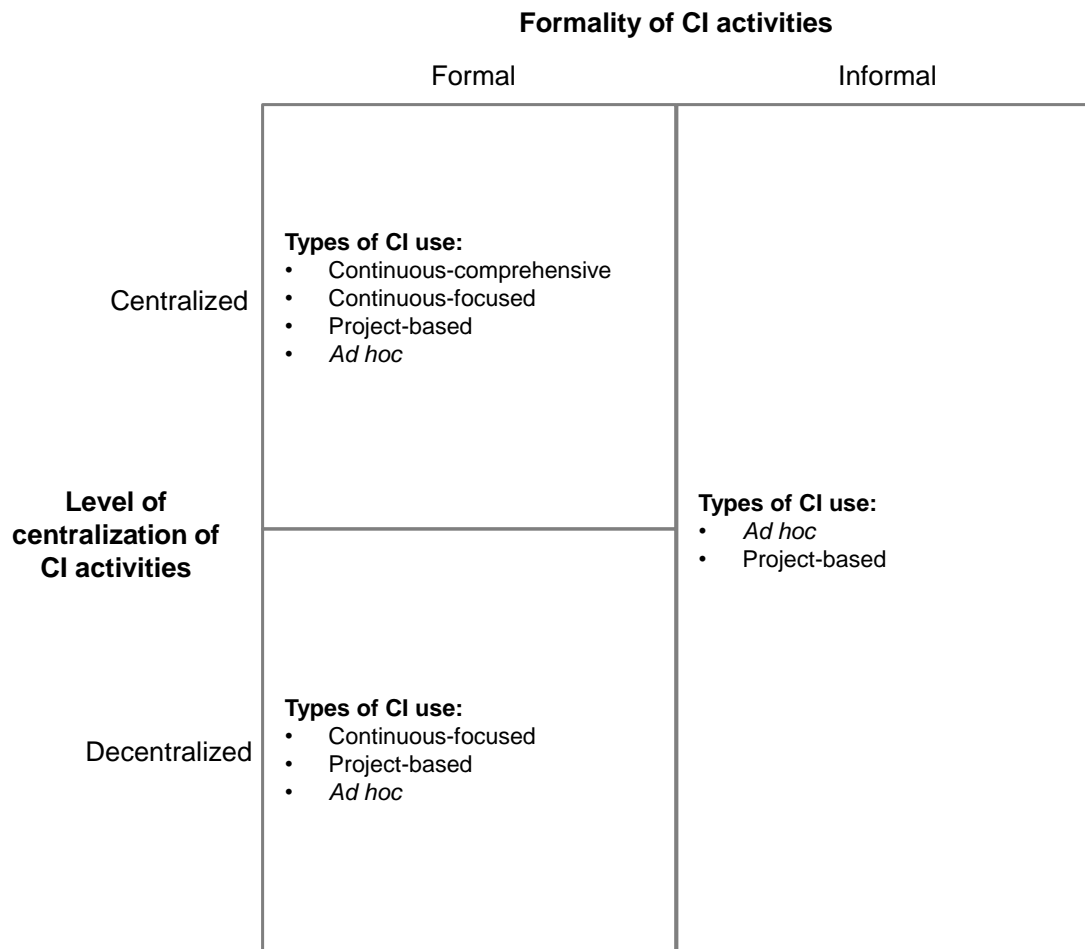 Formality of CI activities
Formal
Informal
Types of CI use:
• Continuous-comprehensive
• Continuous-focused
• Project-based
• Ad hoc
Centralized
Level of
centralization of
CI activities
Types of CI use:
• Ad hoc
• Project-based
Types of CI use:
• Continuous-focused
• Project-based
• Ad hoc
Decentralized